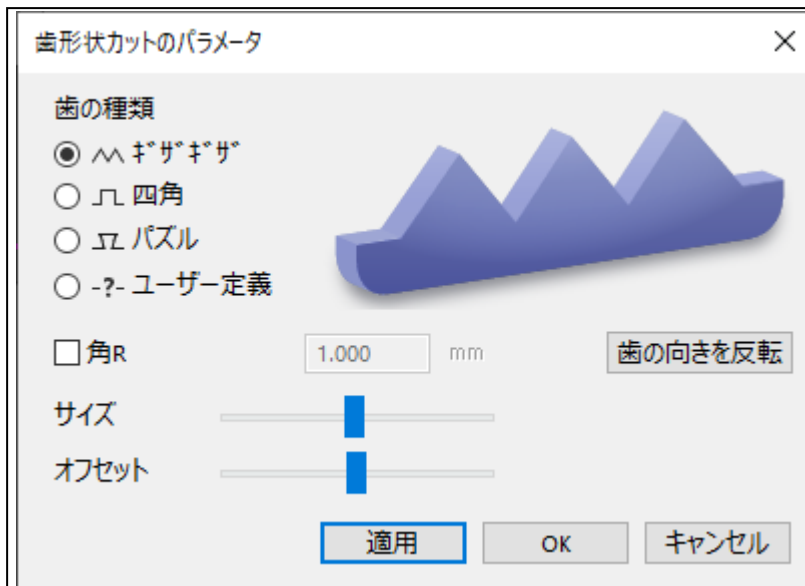 歯形状カットのパラメータ
歯の種類
ｷﾞｻﾞｷﾞｻﾞ
四角
パズル
-?- ユーザー定義
角R 1.000 mm 歯の向きを反転
サイズ
オフセット
適用 OK キャンセル